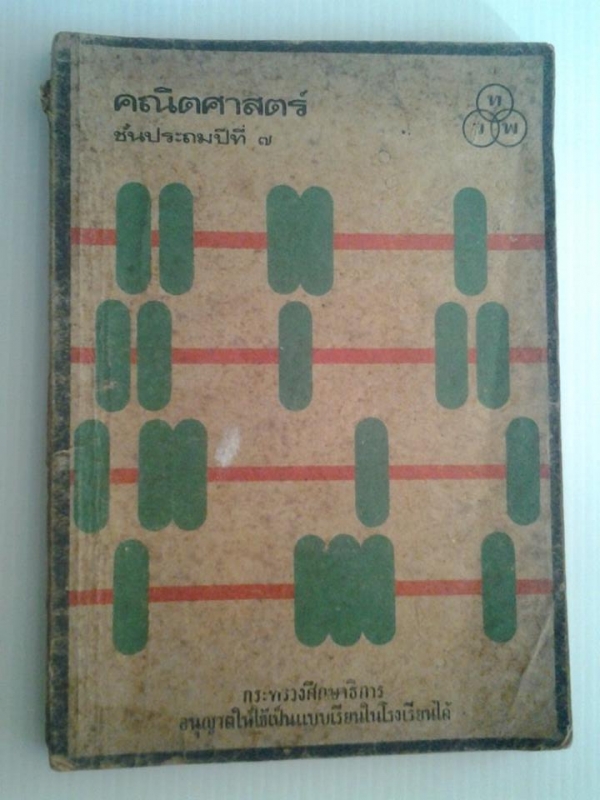 คณิตศาสตร์
ชั้นประถมปีที่ ๗
ท
ว พ
กระทรวงศึกษาธิการ
อนุญาตให้ใช้เป็นแบบเรียนในโรงเรียนได้